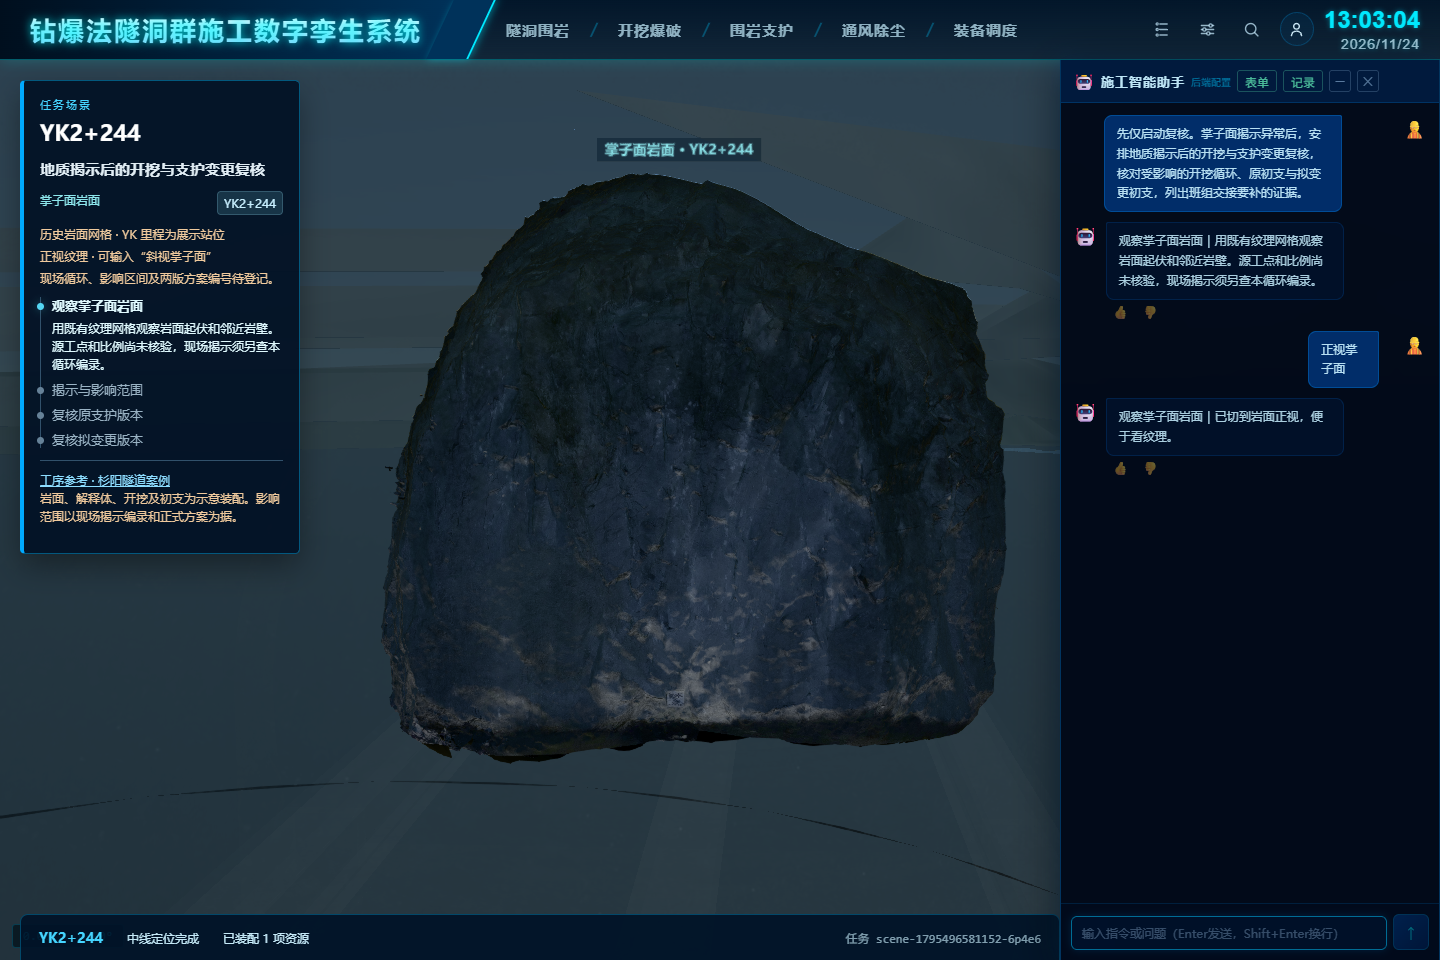 钻爆法隧洞群施工数字孪生系统
隧洞围岩 / 开挖爆破 / 围岩支护 / 通风除尘 / 装备调度
13:03:04
2026/11/24
任务场景
YK2+244
地质揭示后的开挖与支护变更复核
掌子面岩面
YK2+244
历史岩面网格 · YK 里程为展示站位
正视纹理 · 可输入“斜视掌子面”
现场循环、影响区间及两版方案编号待登记。
观察掌子面岩面
用既有纹理网格观察岩面起伏和邻近岩壁。
源工点和比例尚未核验，现场揭示须另查本
循环编录。
揭示与影响范围
复核原支护版本
复核拟变更版本
工序参考 · 杉阳隧道案例
岩面、解释体、开挖及初支为示意装配。影响
范围以现场揭示编录和正式方案为据。
掌子面岩面 · YK2+244
施工智能助手 后端配置 表单 记录
先仅启动复核。掌子面揭示异常后，安
排地质揭示后的开挖与支护变更复核，
核对受影响的开挖循环、原初支与拟变
更初支，列出班组交接要补的证据。
观察掌子面岩面 | 用既有纹理网格观察
岩面起伏和邻近岩壁。源工点和比例尚
未核验，现场揭示须另查本循环编录。
正视掌
子面
观察掌子面岩面 | 已切到岩面正视，便
于看纹理。
输入指令或问题（Enter发送，Shift+Enter换行）
YK2+244 中线定位完成 已装配 1 项资源
任务 scene-1795496581152-6p4e6